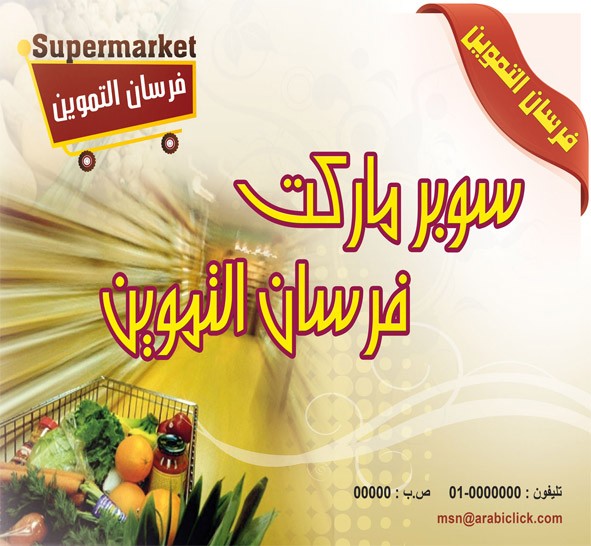 Supermarket
فرسان التموين
فرسان التموين
سوبر ماركت
فرسان التموين
تليفون : 0000000-01 ص.ب : 00000
msn@arabiclick.com